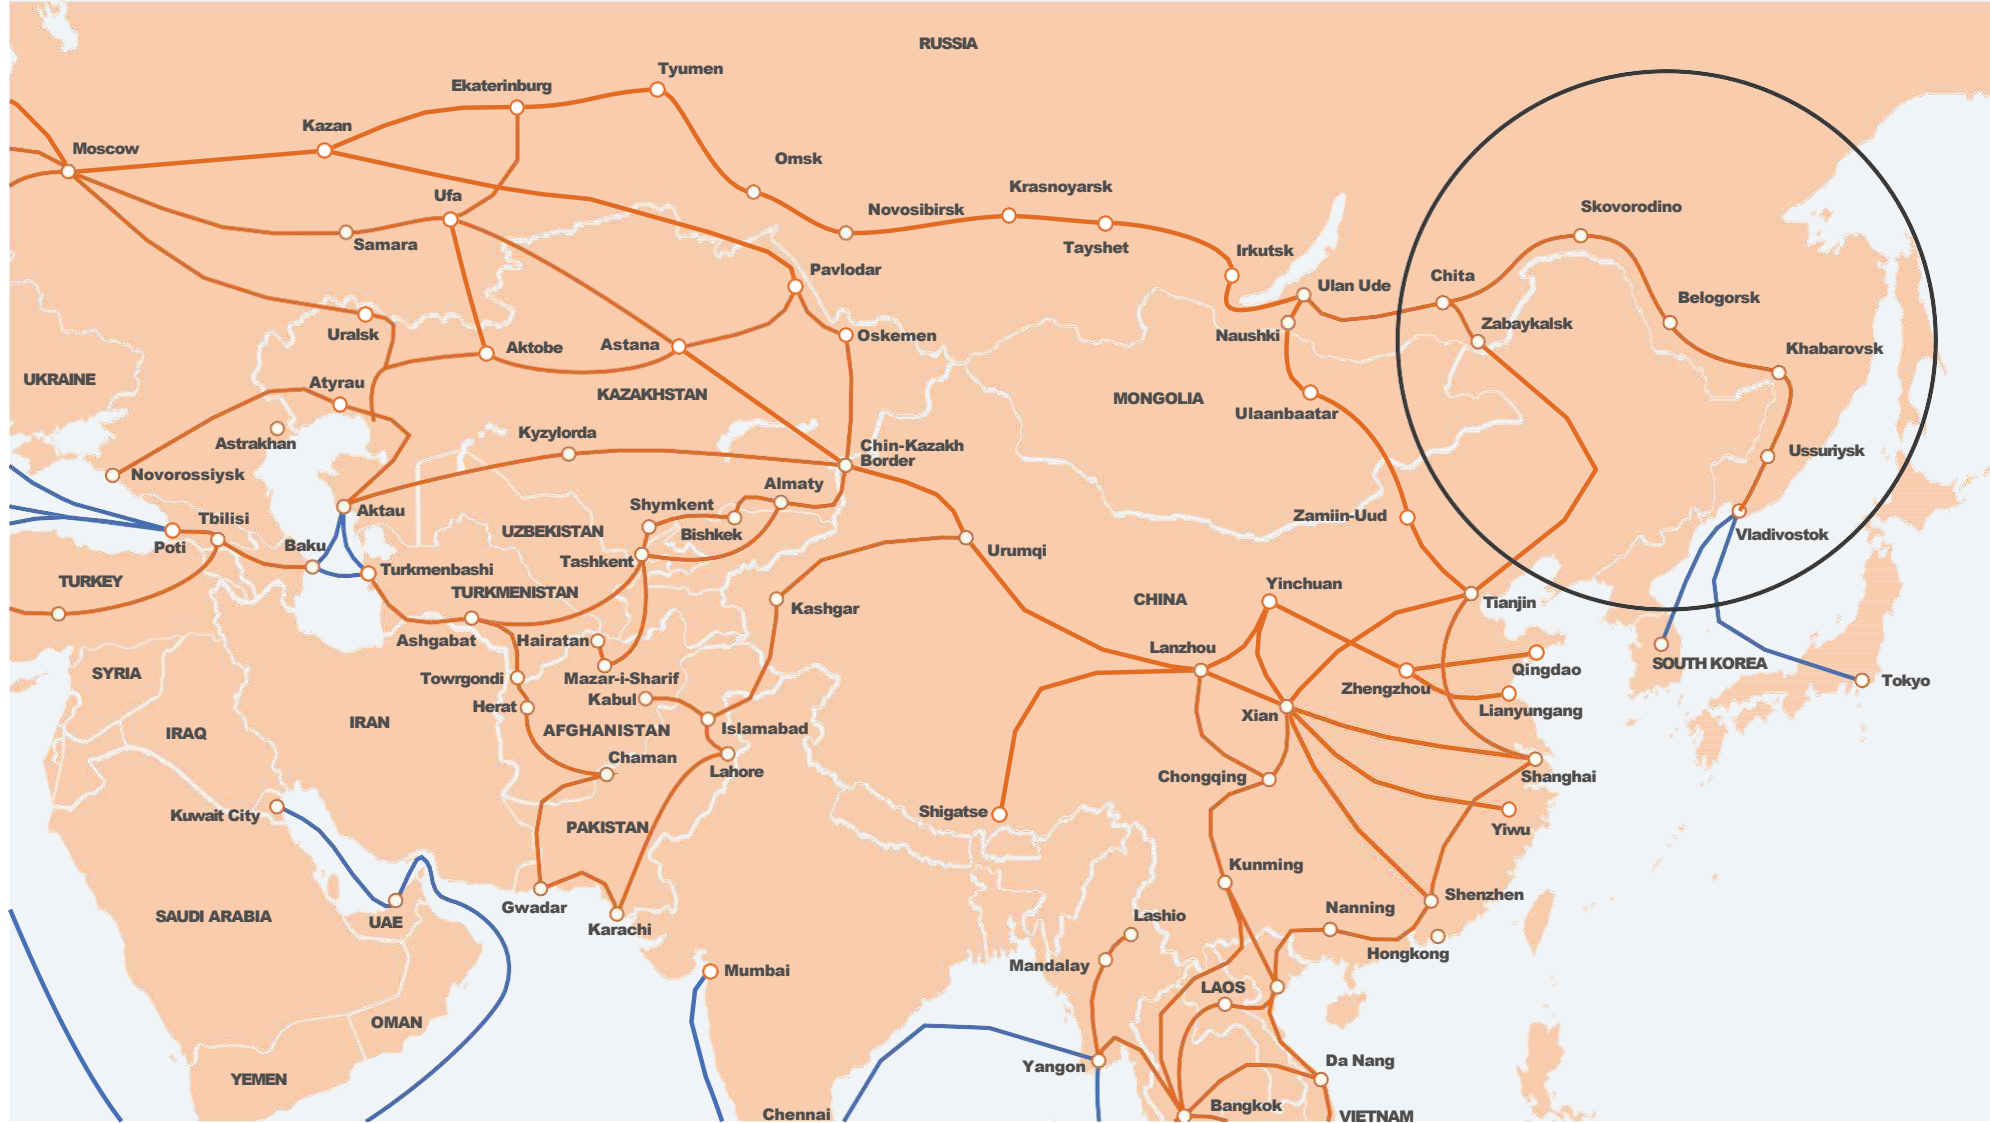 RUSSIA
Tyumen
Ekaterinburg
Kazan
Moscow
Omsk
Krasnoyarsk
Ufa
Novosibirsk
Skovorodino
Samara
Tayshet
Irkutsk
Pavlodar
Chita
Ulan Ude
Belogorsk
Uralsk
Zabaykalsk
Naushki
Oskemen
Astana
Aktobe
Khabarovsk
UKRAINE
Atyrau
KAZAKHSTAN
MONGOLIA
Ulaanbaatar
Kyzylorda
Astrakhan
Chin-Kazakh
Border
Ussuriysk
Novorossiysk
Almaty
Shymkent
Aktau
Zamiin-Uud
Tbilisi
UZBEKISTAN
Bishkek
Vladivostok
Poti
Baku
Urumqi
Tashkent
Turkmenbashi
TURKEY
Yinchuan
TURKMENISTAN
CHINA
Tianjin
Kashgar
Ashgabat
Hairatan
Lanzhou
SOUTH KOREA
Qingdao
SYRIA
Towrgondi
Mazar-i-Sharif
Tokyo
Zhengzhou
Kabul
Herat
Lianyungang
Xian
IRAN
Islamabad
AFGHANISTAN
IRAQ
Chaman
Lahore
Chongqing
Shanghai
Shigatse
Kuwait City
PAKISTAN
Yiwu
Kunming
Shenzhen
Gwadar
Nanning
SAUDI ARABIA
Lashio
UAE
Karachi
Hongkong
Mandalay
Mumbai
LAOS
OMAN
Da Nang
Yangon
YEMEN
Bangkok
Chennai
VIETNAM